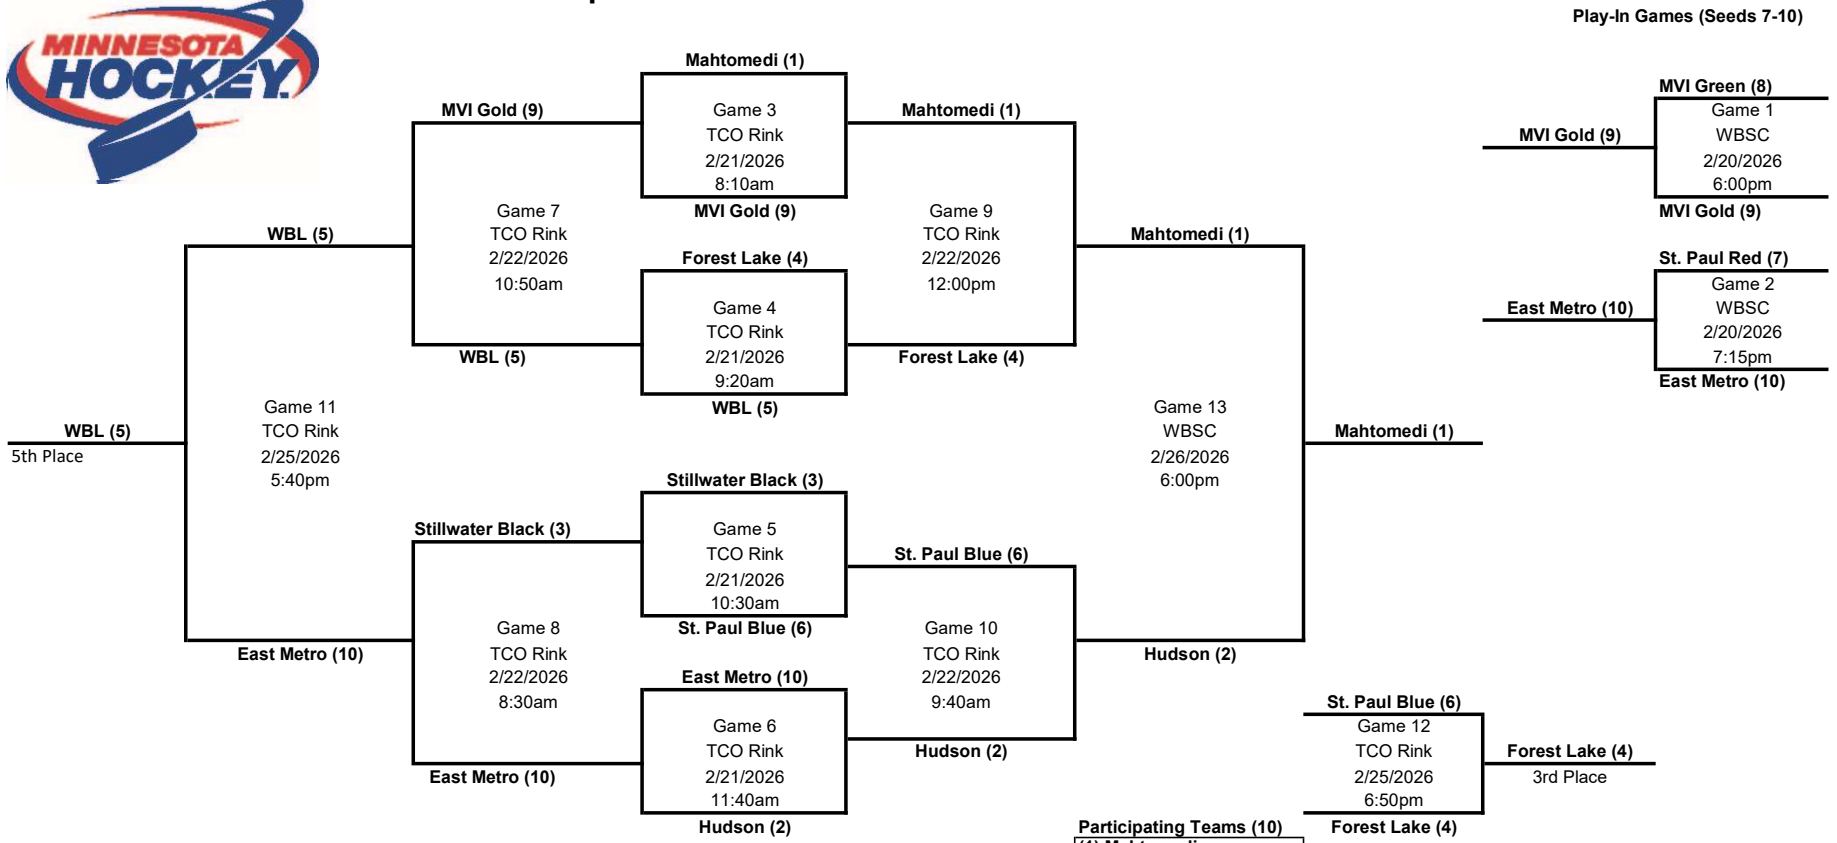 MINNESOTA
HOCKEY
Play-In Games (Seeds 7-10)
Mahtomedi (1)
Game 3
TCO Rink
2/21/2026
8:10am
MVI Gold (9)
Forest Lake (4)
Game 4
TCO Rink
2/21/2026
9:20am
WBL (5)
Stillwater Black (3)
Game 5
TCO Rink
2/21/2026
10:30am
St. Paul Blue (6)
East Metro (10)
Game 6
TCO Rink
2/21/2026
11:40am
Hudson (2)
MVI Gold (9)
Game 7
TCO Rink
2/22/2026
10:50am
WBL (5)
Stillwater Black (3)
Game 8
TCO Rink
2/22/2026
8:30am
East Metro (10)
WBL (5)
Game 11
TCO Rink
2/25/2026
5:40pm
East Metro (10)
WBL (5)
5th Place
Mahtomedi (1)
Game 9
TCO Rink
2/22/2026
12:00pm
Forest Lake (4)
St. Paul Blue (6)
Game 10
TCO Rink
2/22/2026
9:40am
Hudson (2)
Mahtomedi (1)
Game 13
WBSC
2/26/2026
6:00pm
Hudson (2)
Mahtomedi (1)
MVI Green (8)
Game 1
WBSC
2/20/2026
6:00pm
MVI Gold (9)
MVI Gold (9)
St. Paul Red (7)
Game 2
WBSC
2/20/2026
7:15pm
East Metro (10)
East Metro (10)
St. Paul Blue (6)
Game 12
TCO Rink
2/25/2026
6:50pm
Forest Lake (4)
Forest Lake (4)
3rd Place
Participating Teams (10)